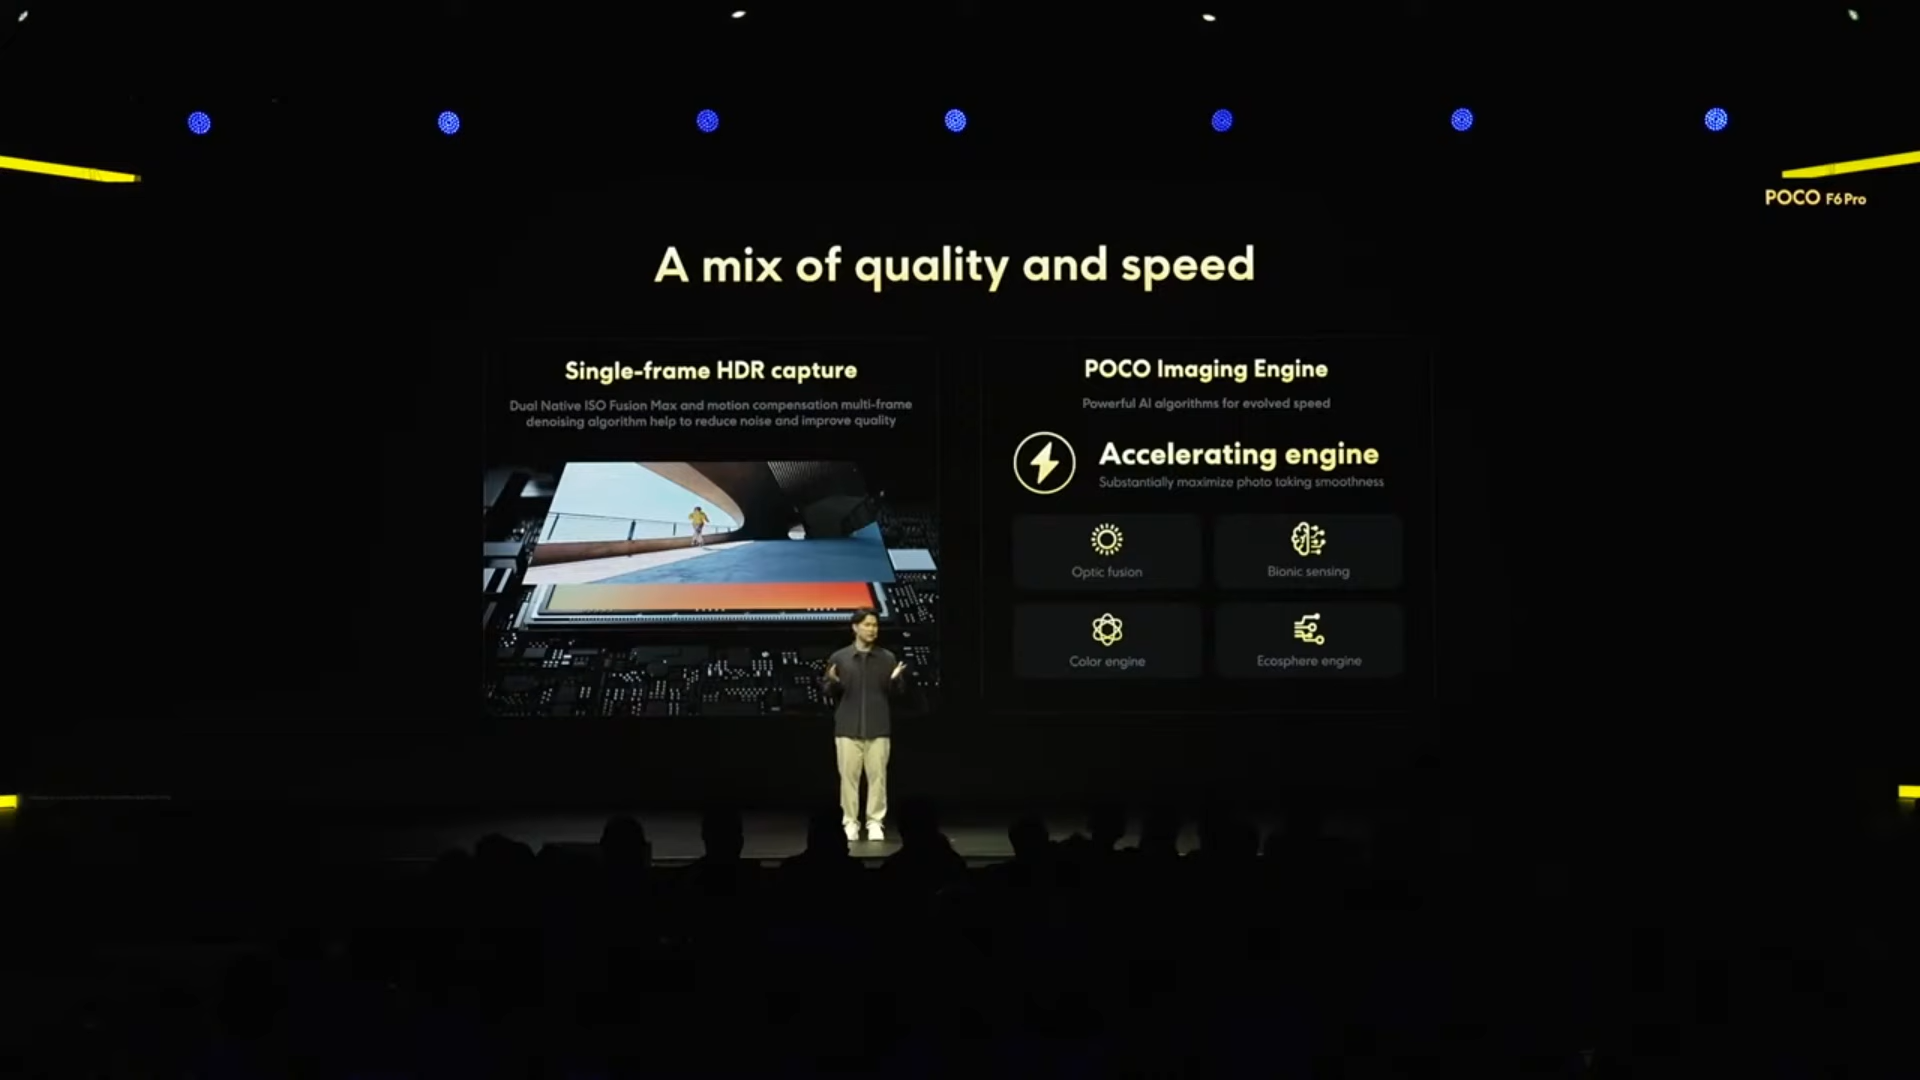 POCO F6 Pro
A mix of quality and speed
Single-frame HDR capture
Dual Native ISO Fusion Max and motion compensation multi-frame
denoising algorithm help to reduce noise and improve quality
POCO Imaging Engine
Powerful AI algorithms for evolved speed
Accelerating engine
Substantially maximize photo taking smoothness
Optic fusion
Bionic sensing
Color engine
Ecosphere engine